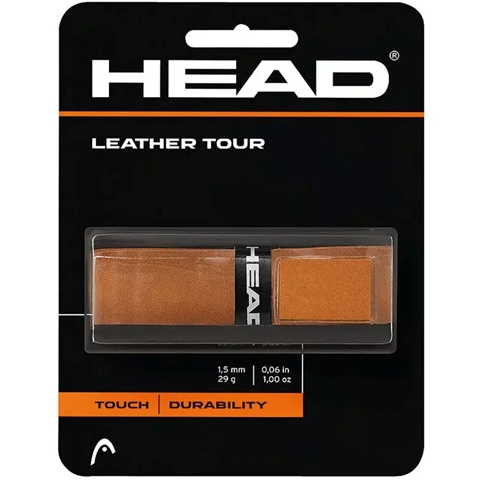 HEAD®
LEATHER TOUR
HEAD
1,5 mm 0,06 in
29 g 1,00 oz
TOUCH DURABILITY